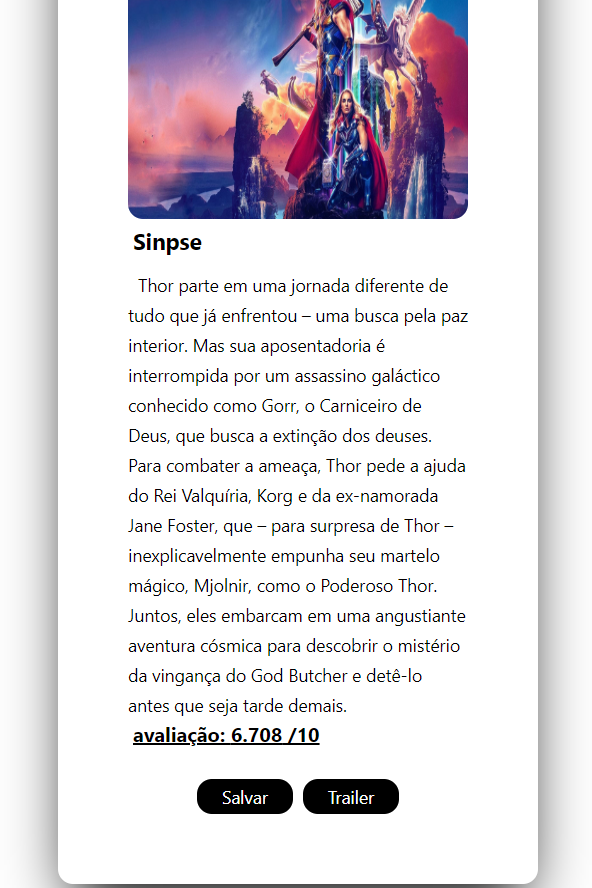 Sinpse
Thor parte em uma jornada diferente de
tudo que já enfrentou – uma busca pela paz
interior. Mas sua aposentadoria é
interrompida por um assassino galáctico
conhecido como Gorr, o Carniceiro de
Deus, que busca a extinção dos deuses.
Para combater a ameaça, Thor pede a ajuda
do Rei Valquíria, Korg e da ex-namorada
Jane Foster, que – para surpresa de Thor –
inexplicavelmente empunha seu martelo
mágico, Mjolnir, como o Poderoso Thor.
Juntos, eles embarcam em uma angustiante
aventura cósmica para descobrir o mistério
da vingança do God Butcher e detê-lo
antes que seja tarde demais.
avaliação: 6.708 /10
Salvar Trailer